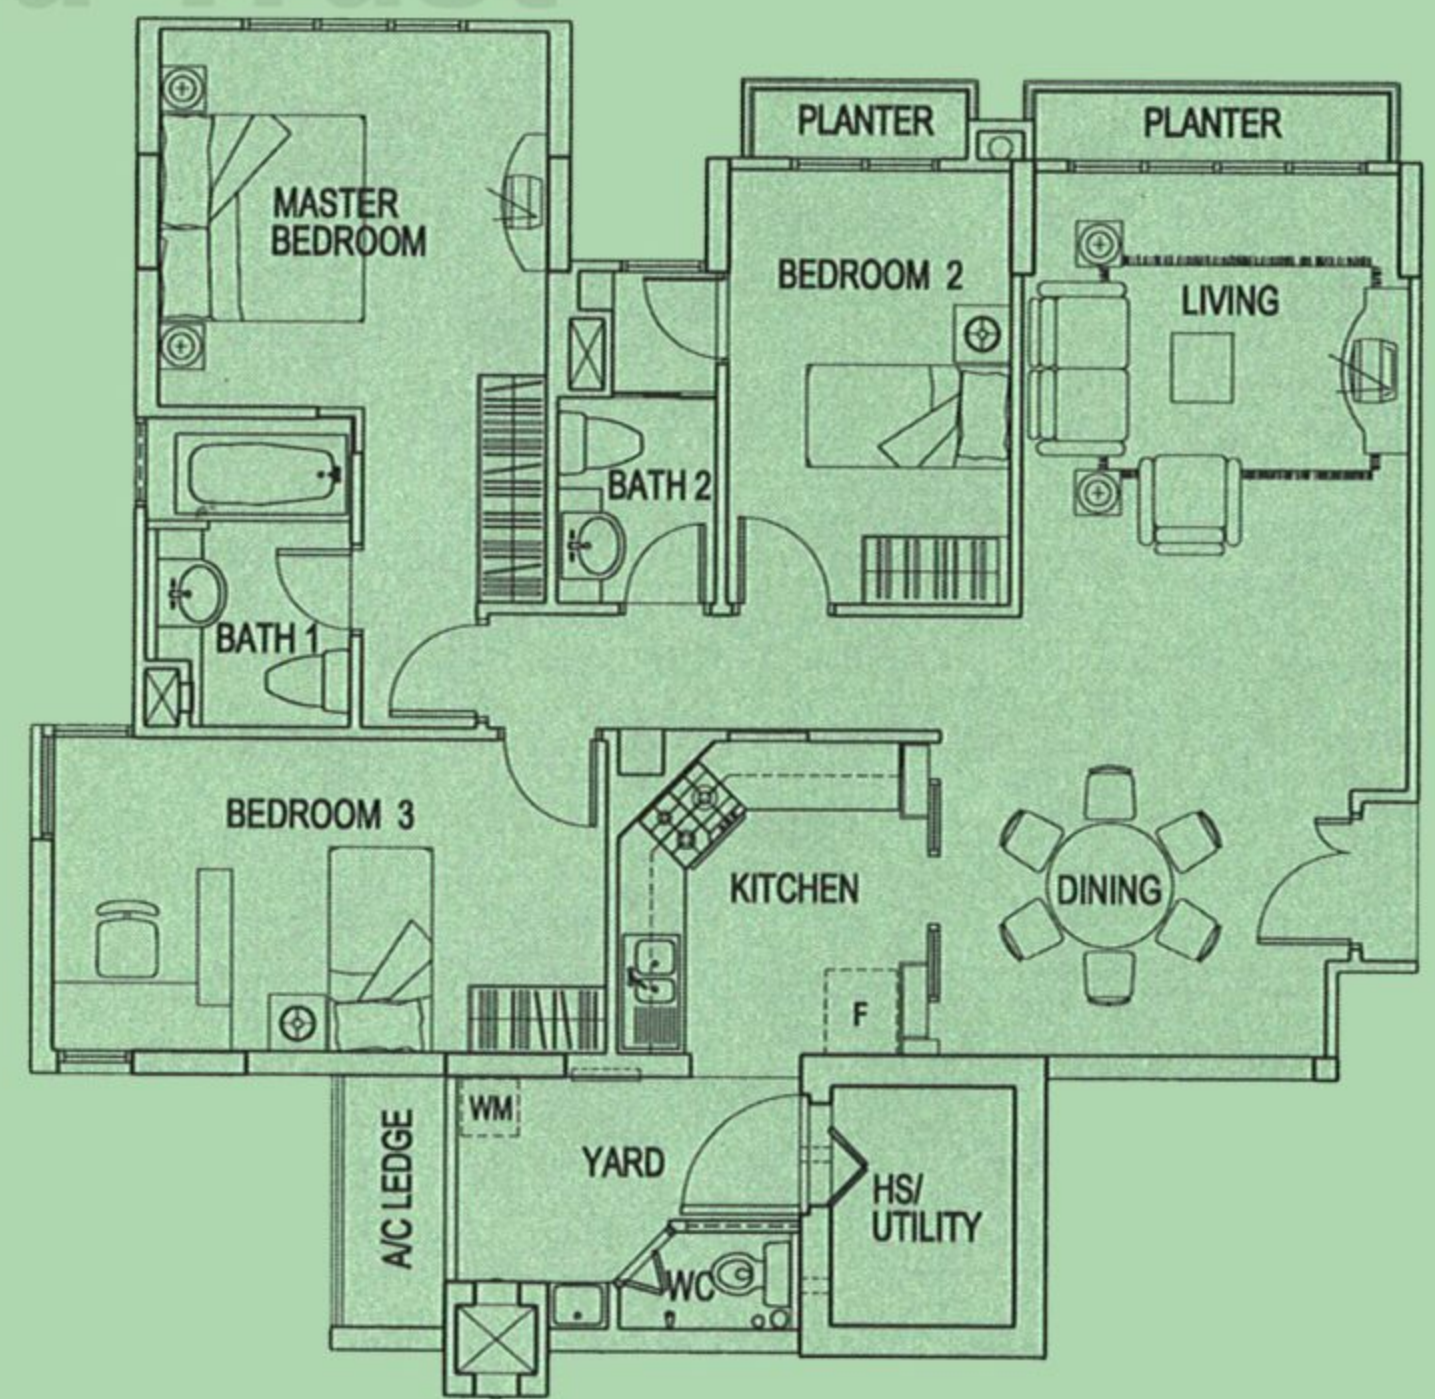 PLANTER
PLANTER
MASTER
BEDROOM
BEDROOM 2
LIVING
BATH 2
BATH 1
BEDROOM 3
KITCHEN
DINING
F
WM
A/C LEDGE
YARD
HS/
UTILITY
WC